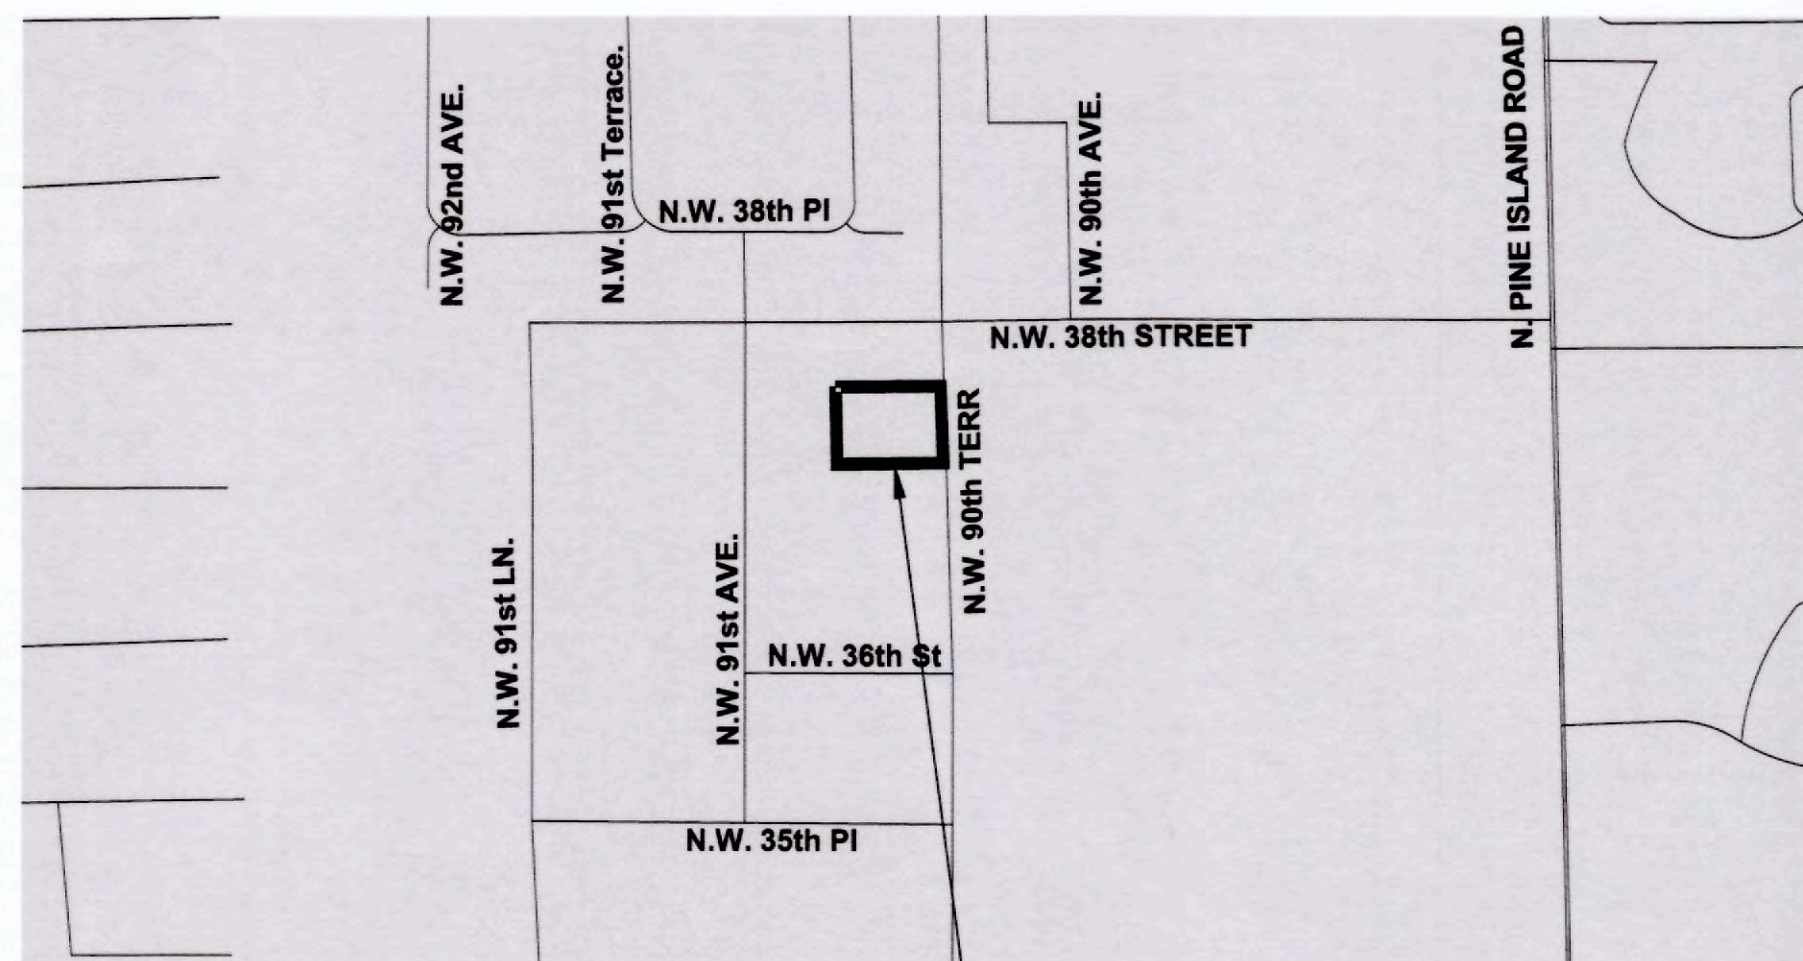 N.W. 92nd AVE.
N.W. 91st Terrace.
N.W. 38th Pl
N.W. 90th AVE.
N. PINE ISLAND ROAD
N.W. 38th STREET
N.W. 90th TERR
N.W. 91st LN.
N.W. 91st AVE.
N.W. 36th St
N.W. 35th Pl